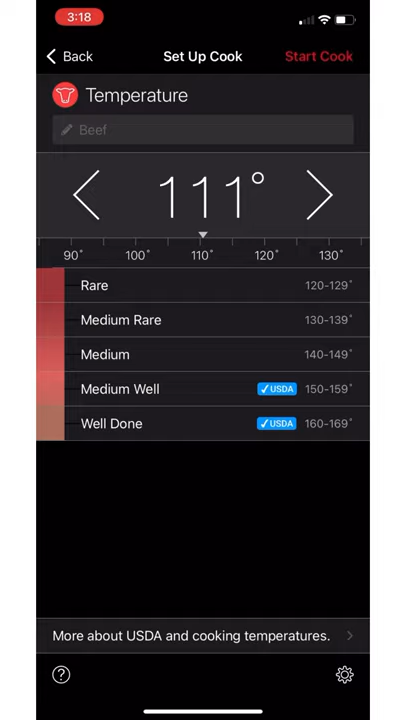 3:18
Back Set Up Cook Start Cook
Temperature
Beef
111°
90° 100° 110° 120° 130°
Rare 120-129°
Medium Rare 130-139°
Medium 140-149°
Medium Well ✓USDA 150-159°
Well Done ✓USDA 160-169°
More about USDA and cooking temperatures.
?